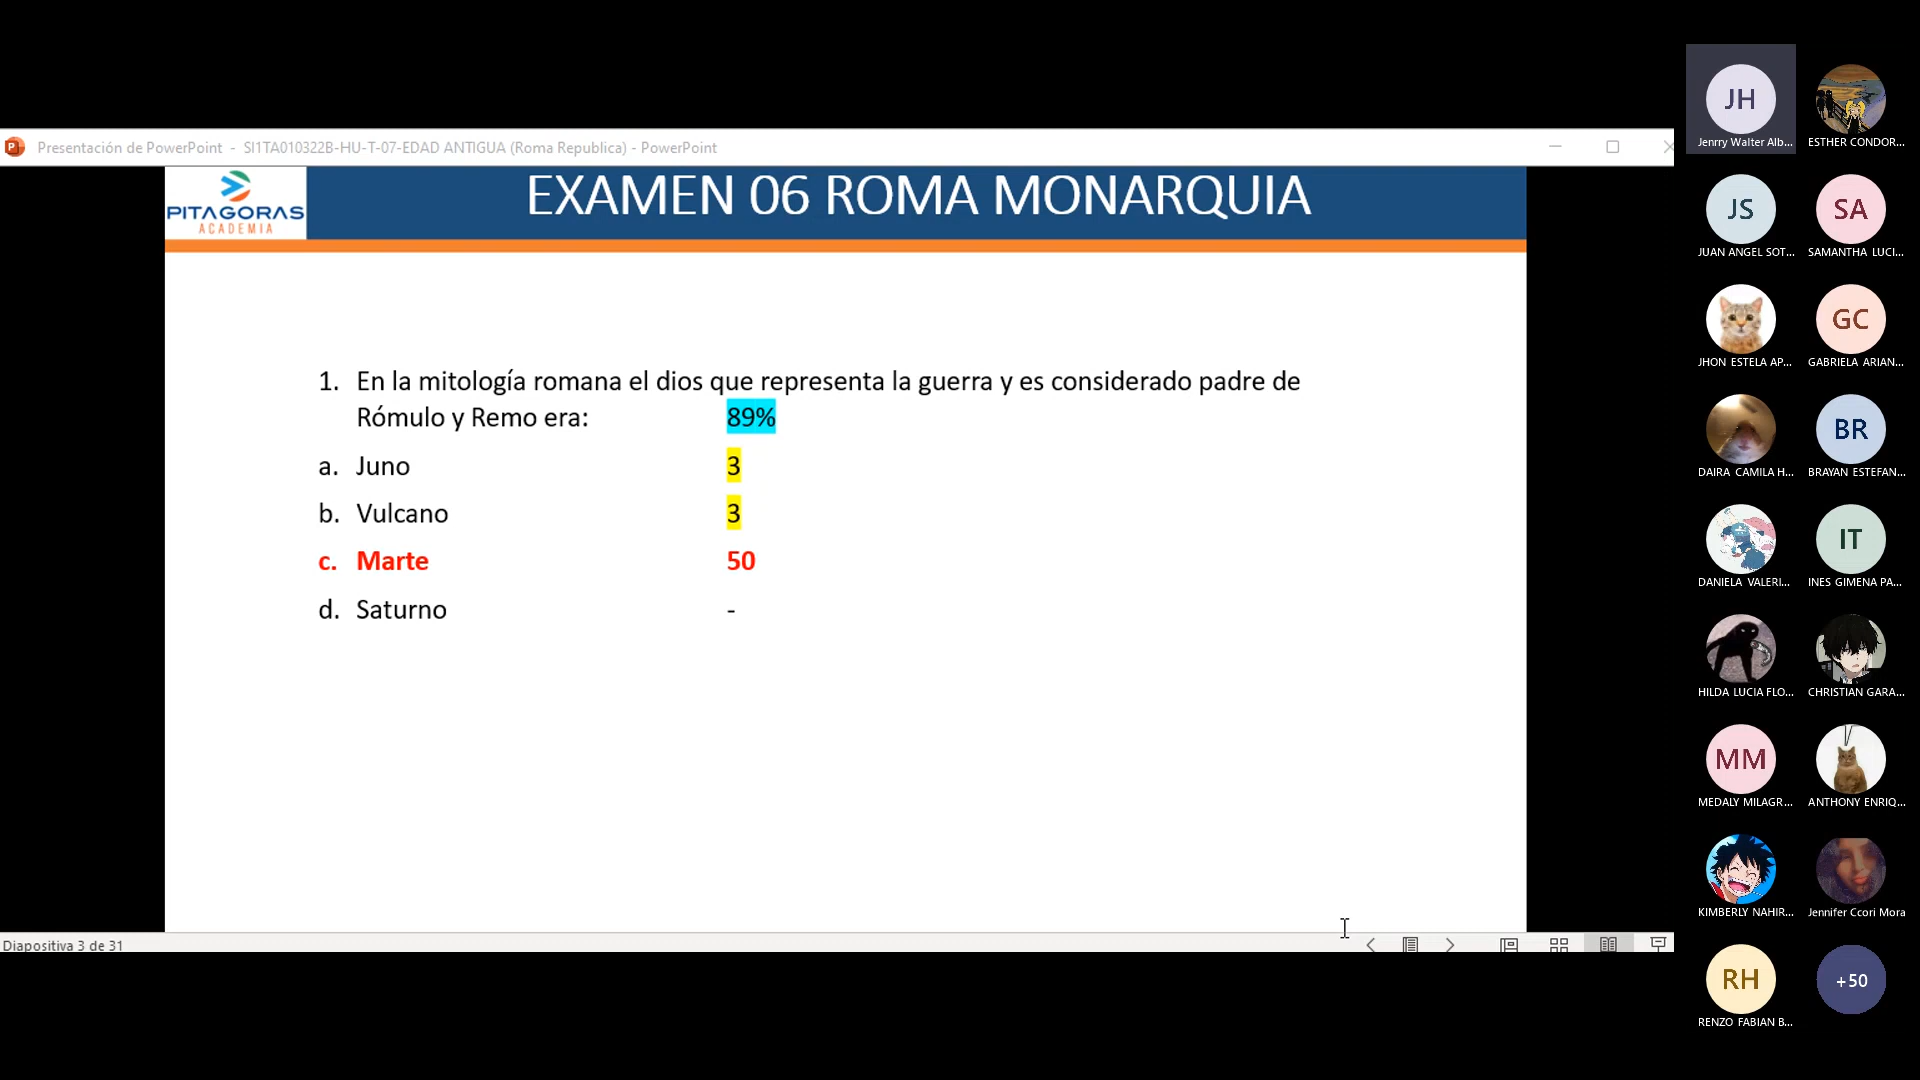 Presentación de PowerPoint - SI1TA010322B-HU-T-07-EDAD ANTIGUA (Roma Republica) - PowerPoint
PITAGORAS
ACADEMIA
EXAMEN 06 ROMA MONARQUIA
1. En la mitología romana el dios que representa la guerra y es considerado padre de
Rómulo y Remo era: 89%
a. Juno 3
b. Vulcano 3
c. Marte 50
d. Saturno -
Diapositiva 3 de 31
JH
Jenrry Walter Alb...
ESTHER CONDOR...
JS
JUAN ANGEL SOT...
SA
SAMANTHA LUCI...
JHON ESTELA AP...
GC
GABRIELA ARIAN...
DAIRA CAMILA H...
BR
BRAYAN ESTEFAN...
DANIELA VALERI...
IT
INES GIMENA PA...
HILDA LUCIA FLO...
CHRISTIAN GARA...
MM
MEDALY MILAGR...
ANTHONY ENRIQ...
KIMBERLY NAHIR...
Jennifer Ccori Mora
RH
RENZO FABIAN B...
+50